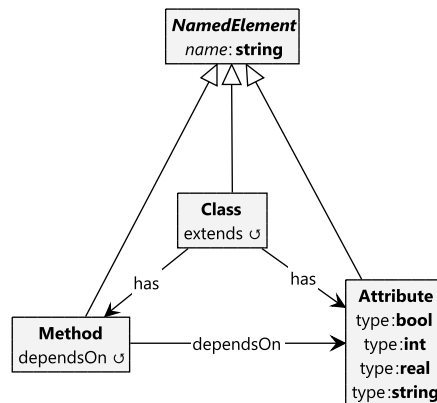 NamedElement
name: string
Class
extends ↺
has
has
Method
dependsOn ↺
dependsOn
Attribute
type:bool
type:int
type:real
type:string